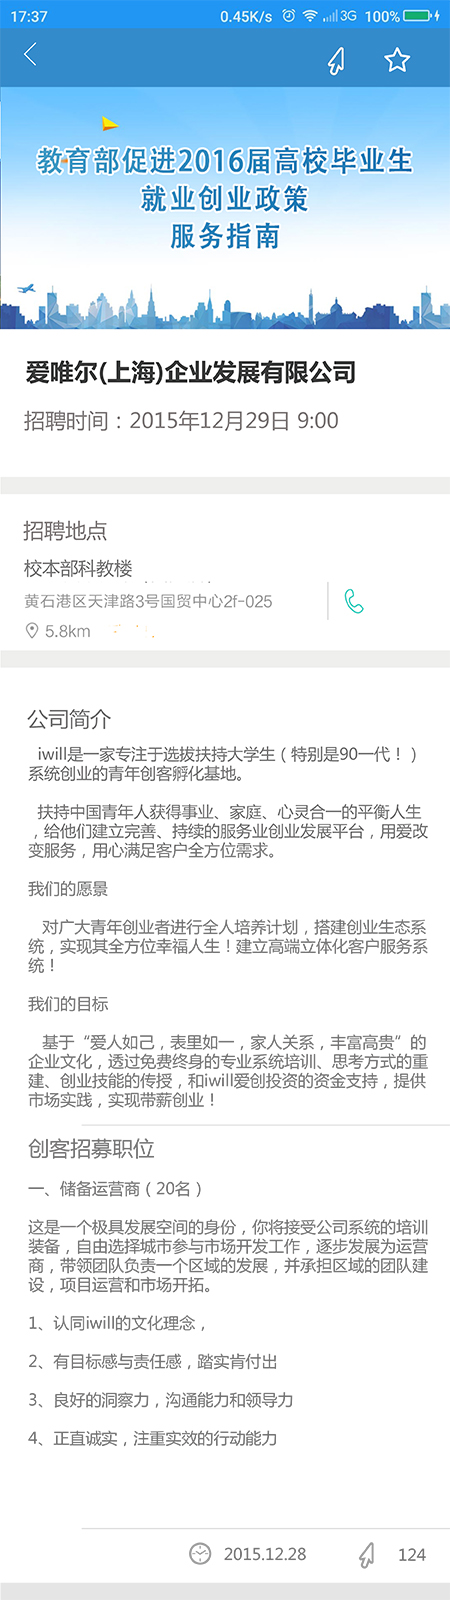 17:37 0.45K/s 3G 100%
教育部促进2016届高校毕业生
就业创业政策
服务指南
爱唯尔(上海)企业发展有限公司
招聘时间：2015年12月29日 9:00
招聘地点
校本部科教楼
黄石港区天津路3号国贸中心2f-025
5.8km
公司简介
iwill是一家专注于选拔扶持大学生（特别是90一代！）
系统创业的青年创客孵化基地。
扶持中国青年人获得事业、家庭、心灵合一的平衡人生
，给他们建立完善、持续的服务业创业发展平台，用爱改
变服务，用心满足客户全方位需求。
我们的愿景
对广大青年创业者进行全人培养计划，搭建创业生态系
统，实现其全方位幸福人生！建立高端立体化客户服务系
统！
我们的目标
基于“爱人如己，表里如一，家人关系，丰富高贵”的
企业文化，透过免费终身的专业系统培训、思考方式的重
建、创业技能的传授，和iwill爱创投资的资金支持，提供
市场实践，实现带薪创业！
创客招募职位
一、储备运营商（20名）
这是一个极具发展空间的身份，你将接受公司系统的培训
装备，自由选择城市参与市场开发工作，逐步发展为运营
商，带领团队负责一个区域的发展，并承担区域的团队建
设，项目运营和市场开拓。
1、认同iwill的文化理念，
2、有目标感与责任感，踏实肯付出
3、良好的洞察力，沟通能力和领导力
4、正直诚实，注重实效的行动能力
2015.12.28 124